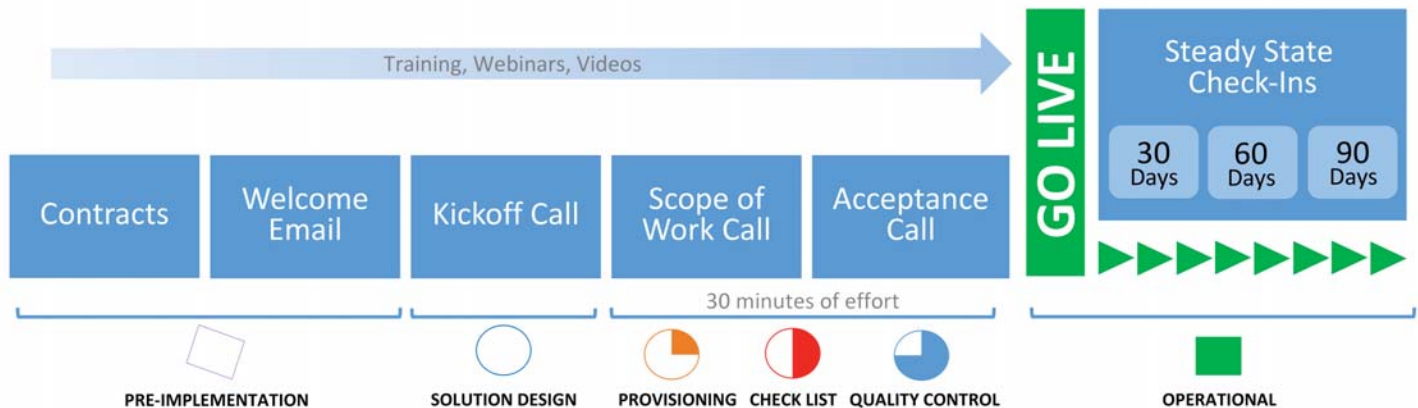 Training, Webinars, Videos
Contracts
Welcome
Email
Kickoff Call
Scope of
Work Call
Acceptance
Call
GO LIVE
Steady State
Check-Ins
30
Days
60
Days
90
Days
30 minutes of effort
PRE-IMPLEMENTATION
SOLUTION DESIGN
PROVISIONING
CHECK LIST
QUALITY CONTROL
OPERATIONAL